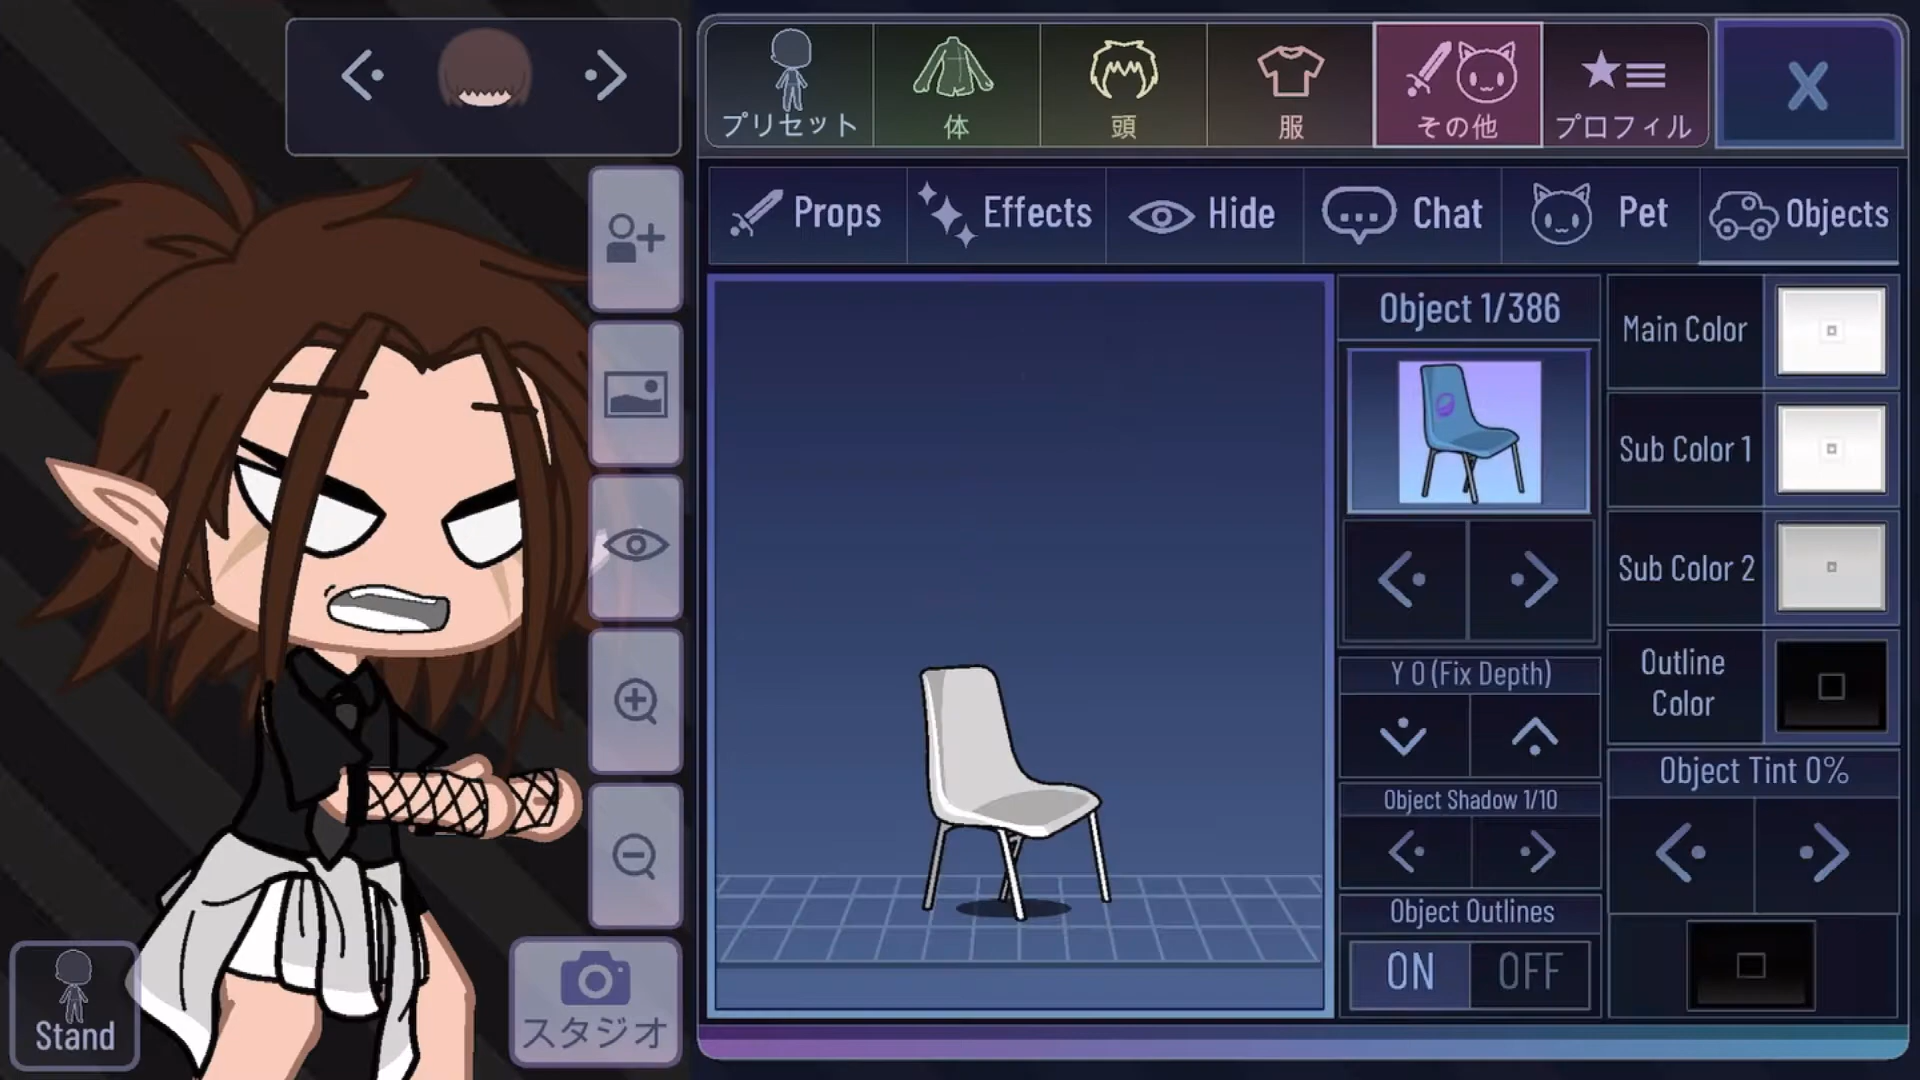 プリセット
体
頭
服
その他
プロフィル
X
Props
Effects
Hide
Chat
Pet
Objects
Object 1/386
Main Color
Sub Color 1
Sub Color 2
Y 0 (Fix Depth)
Outline
Color
Object Tint 0%
Object Shadow 1/10
Object Outlines
ON
OFF
Stand
スタジオ